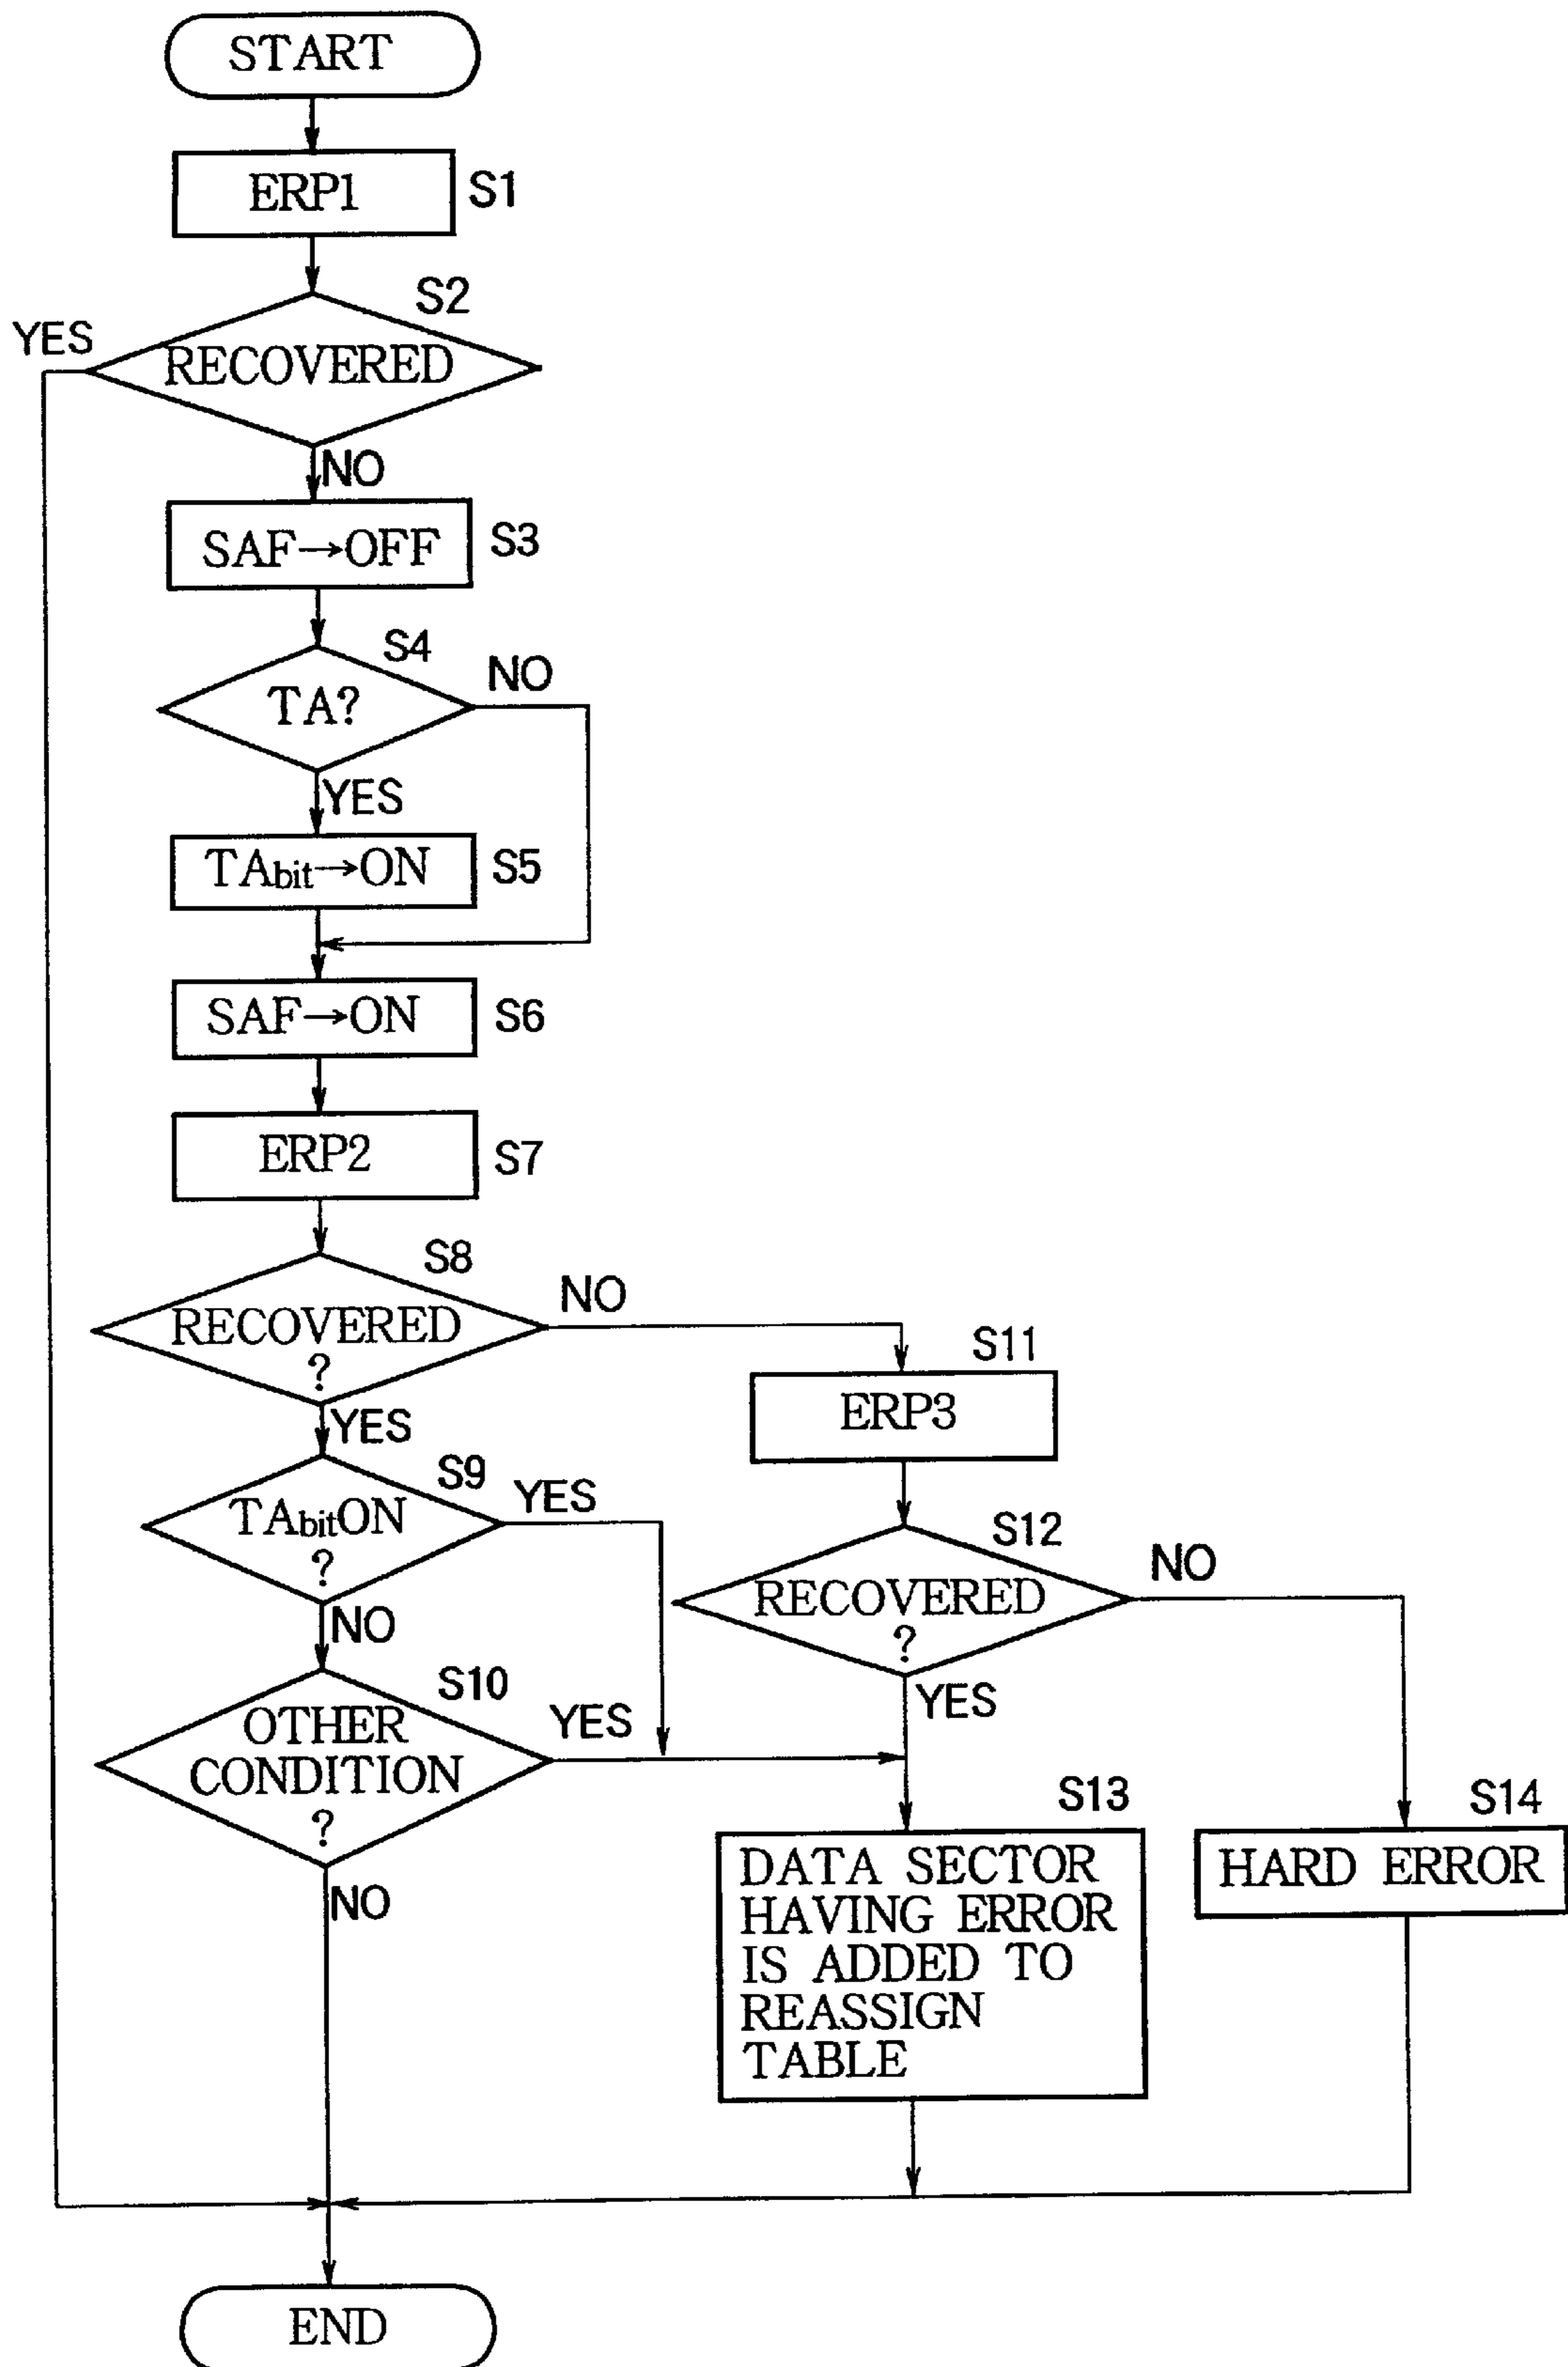 START
ERP1
S1
S2
YES
RECOVERED
NO
SAF→OFF
S3
S4
NO
TA?
YES
TAbit→ON
S5
SAF→ON
S6
ERP2
S7
S8
NO
RECOVERED
?
YES
S11
ERP3
S9
YES
TAbitON
?
NO
S12
NO
RECOVERED
?
YES
S10
YES
OTHER
CONDITION
?
NO
S13
DATA SECTOR
HAVING ERROR
IS ADDED TO
REASSIGN
TABLE
S14
HARD ERROR
END